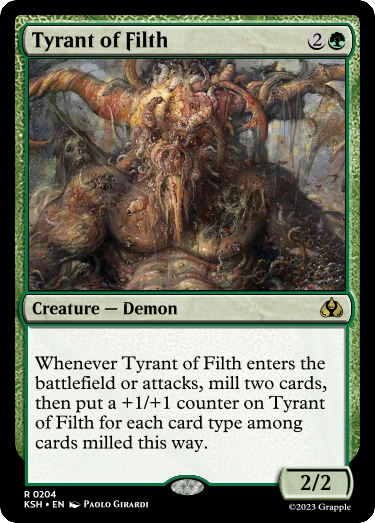 Tyrant of Filth 2
Creature — Demon
Whenever Tyrant of Filth enters the
battlefield or attacks, mill two cards,
then put a +1/+1 counter on Tyrant
of Filth for each card type among
cards milled this way.
2/2
R 0204
KSH • EN Paolo Girardi
©2023 Grapple